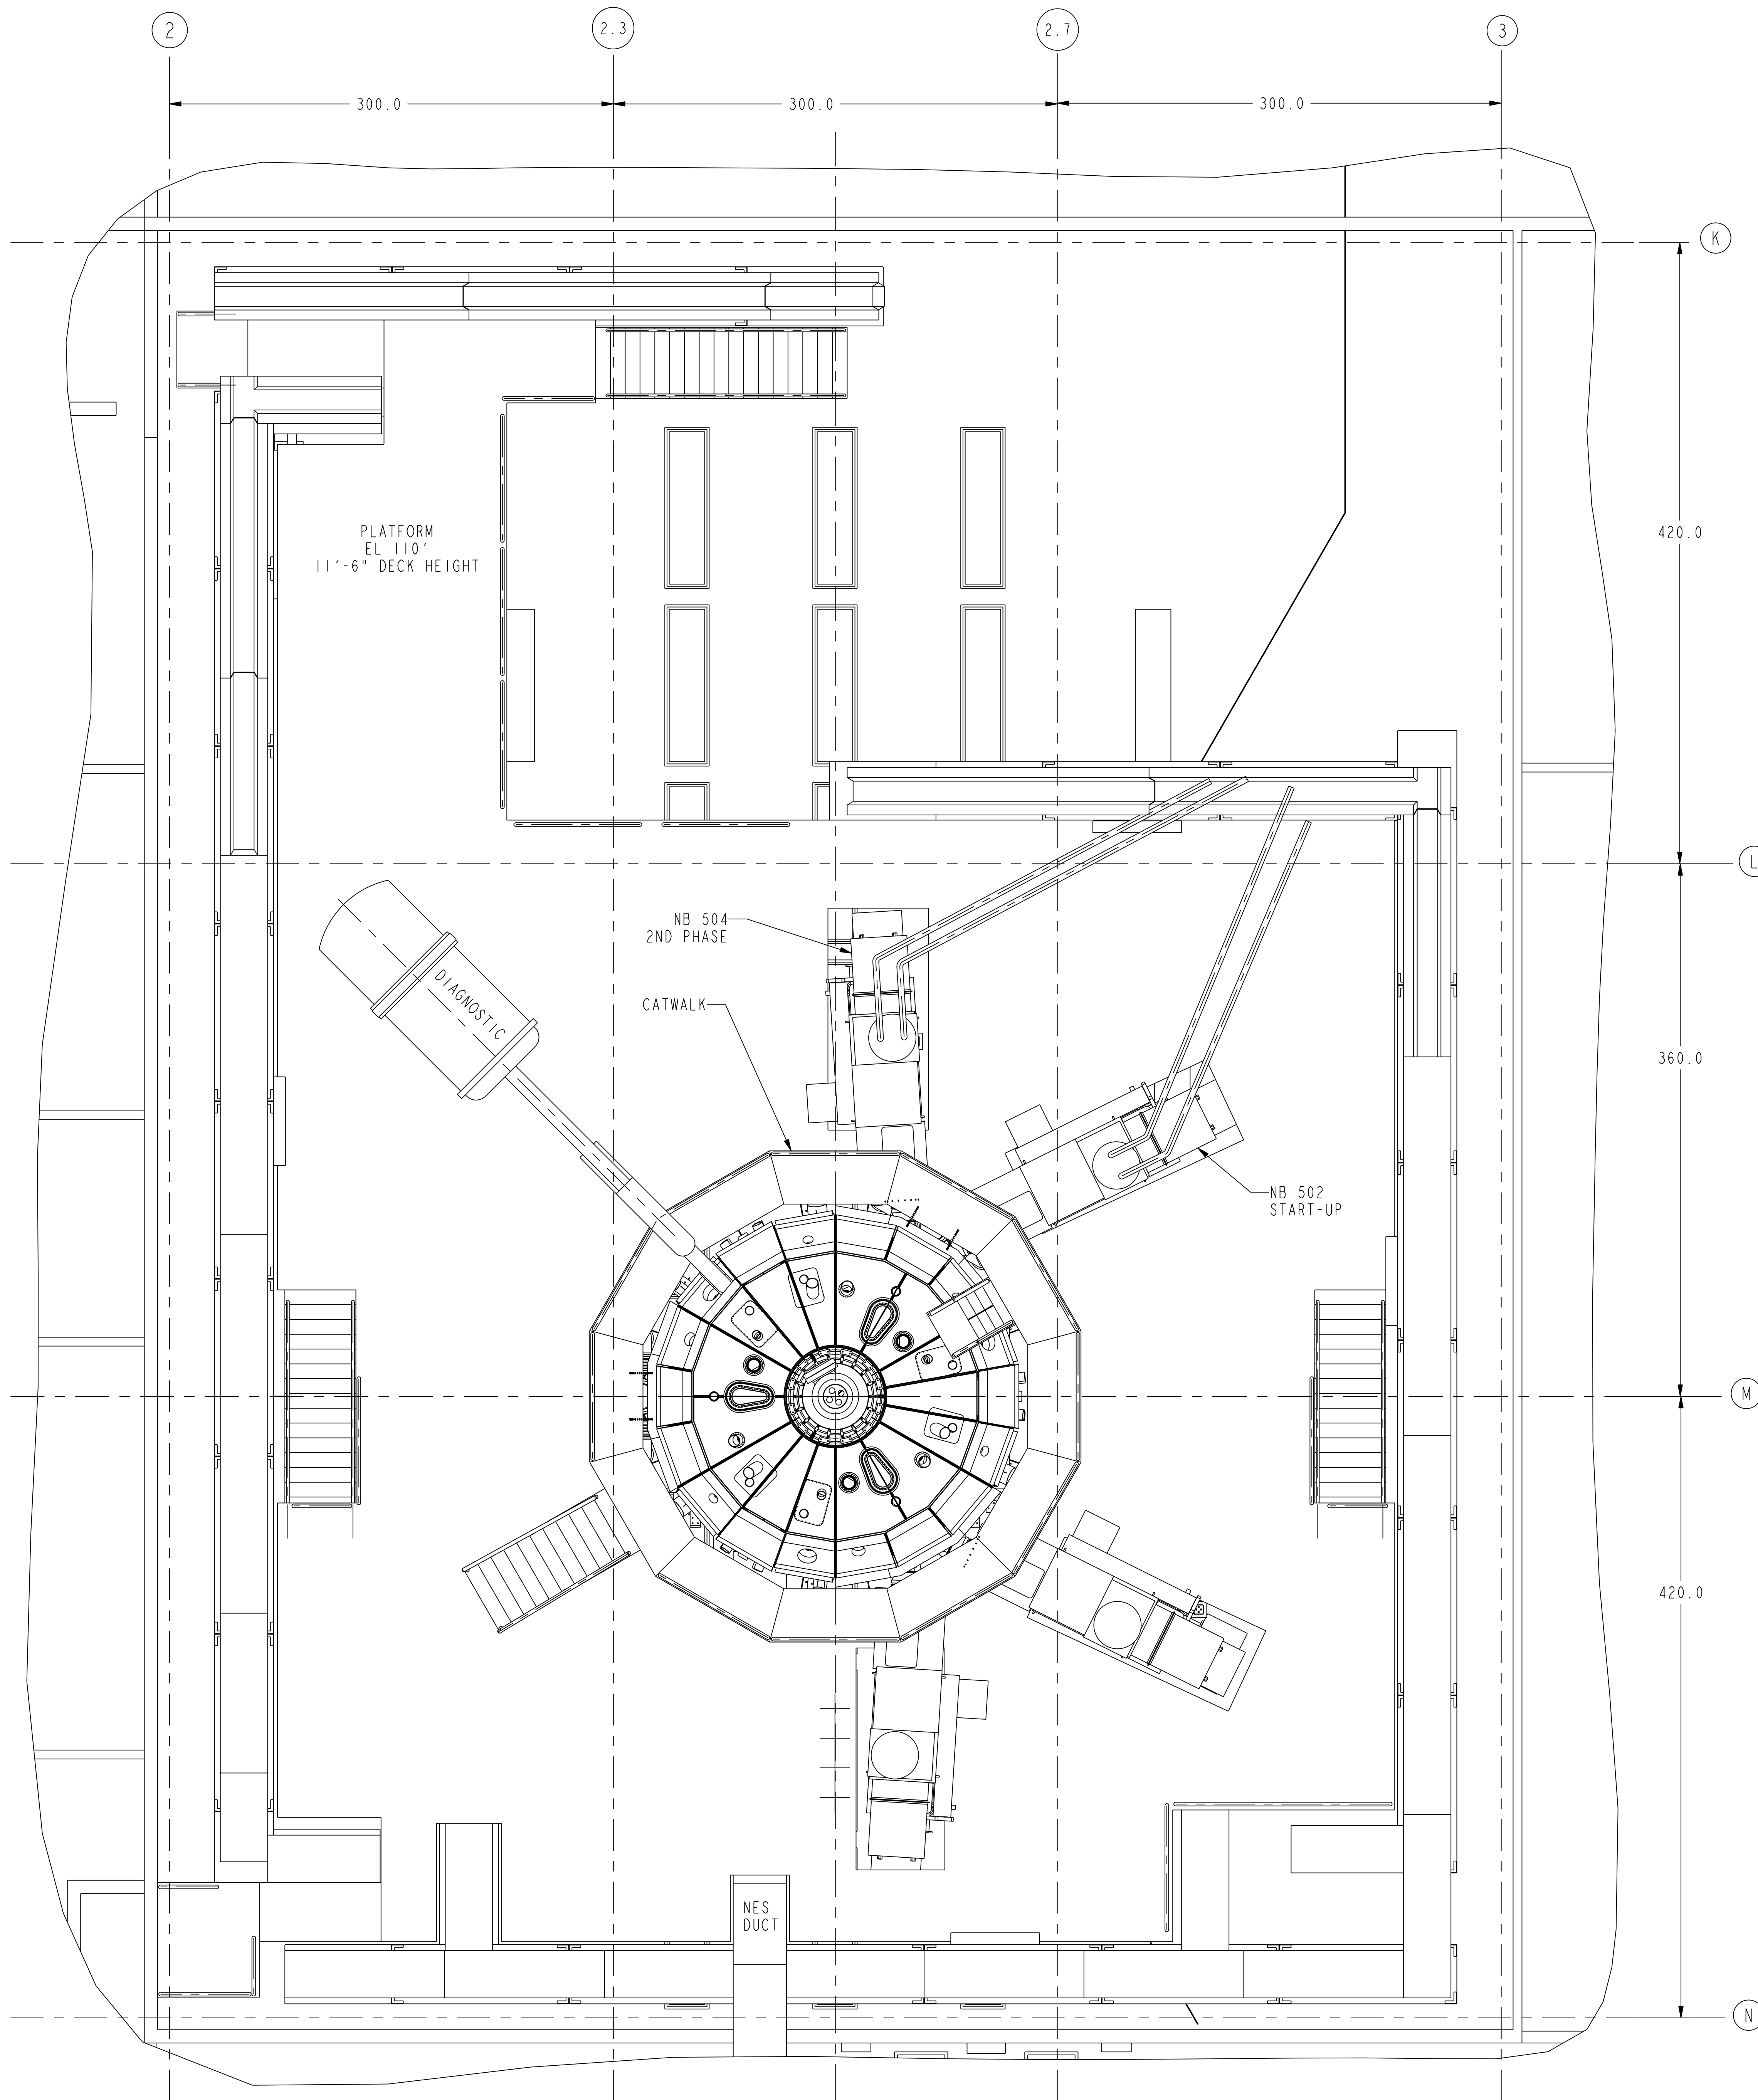 2
2.3
2.7
3
300.0
300.0
300.0
K
PLATFORM
EL 110´
11´-6" DECK HEIGHT
420.0
L
NB 504
2ND PHASE
DIAGNOSTIC
CATWALK
360.0
NB 502
START-UP
M
420.0
NES
DUCT
N